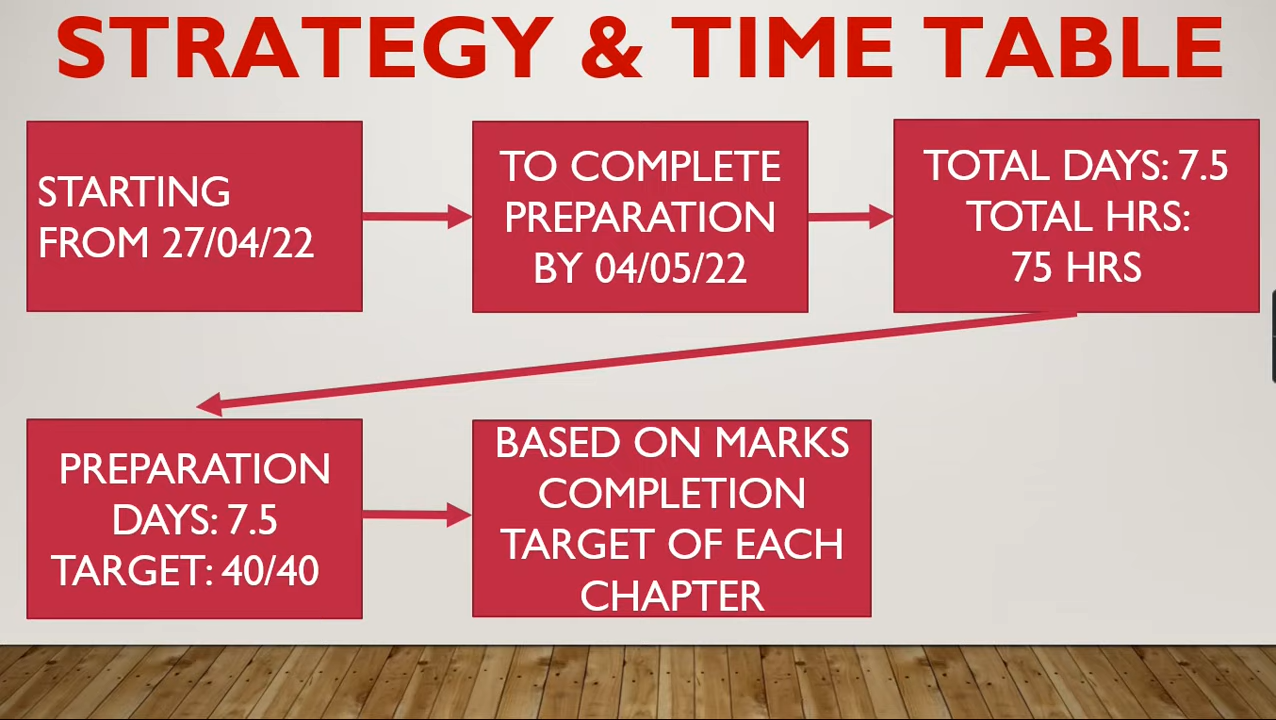 STRATEGY & TIME TABLE
STARTING
FROM 27/04/22
TO COMPLETE
PREPARATION
BY 04/05/22
TOTAL DAYS: 7.5
TOTAL HRS:
75 HRS
PREPARATION
DAYS: 7.5
TARGET: 40/40
BASED ON MARKS
COMPLETION
TARGET OF EACH
CHAPTER